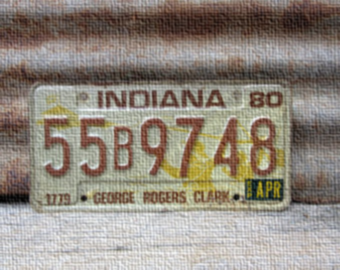 INDIANA 80
55B9748
1779 GEORGE ROGERS CLARK APR